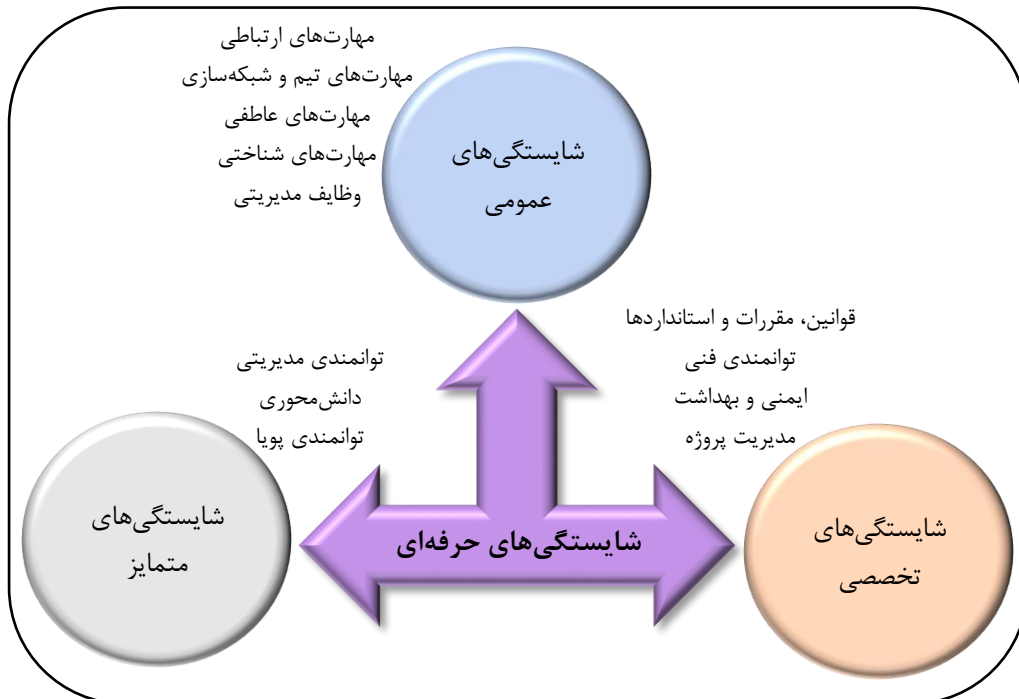 مهارت‌های ارتباطی
مهارت‌های تیم و شبکه‌سازی
مهارت‌های عاطفی
مهارت‌های شناختی
وظایف مدیریتی
شایستگی‌های
عمومی
قوانین، مقررات و استانداردها
توانمندی فنی
ایمنی و بهداشت
مدیریت پروژه
توانمندی مدیریتی
دانش‌محوری
توانمندی پویا
شایستگی‌های
تخصصی
شایستگی‌های حرفه‌ای
شایستگی‌های
متمایز